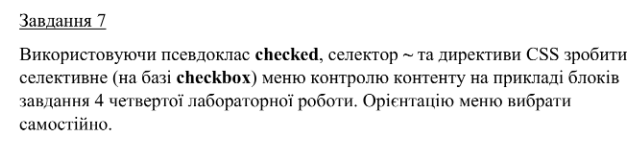 Завдання 7
Використовуючи псевдоклас checked, селектор ~ та директиви CSS зробити
селективне (на базі checkbox) меню контролю контенту на прикладі блоків
завдання 4 четвертої лабораторної роботи. Орієнтацію меню вибрати
самостійно.